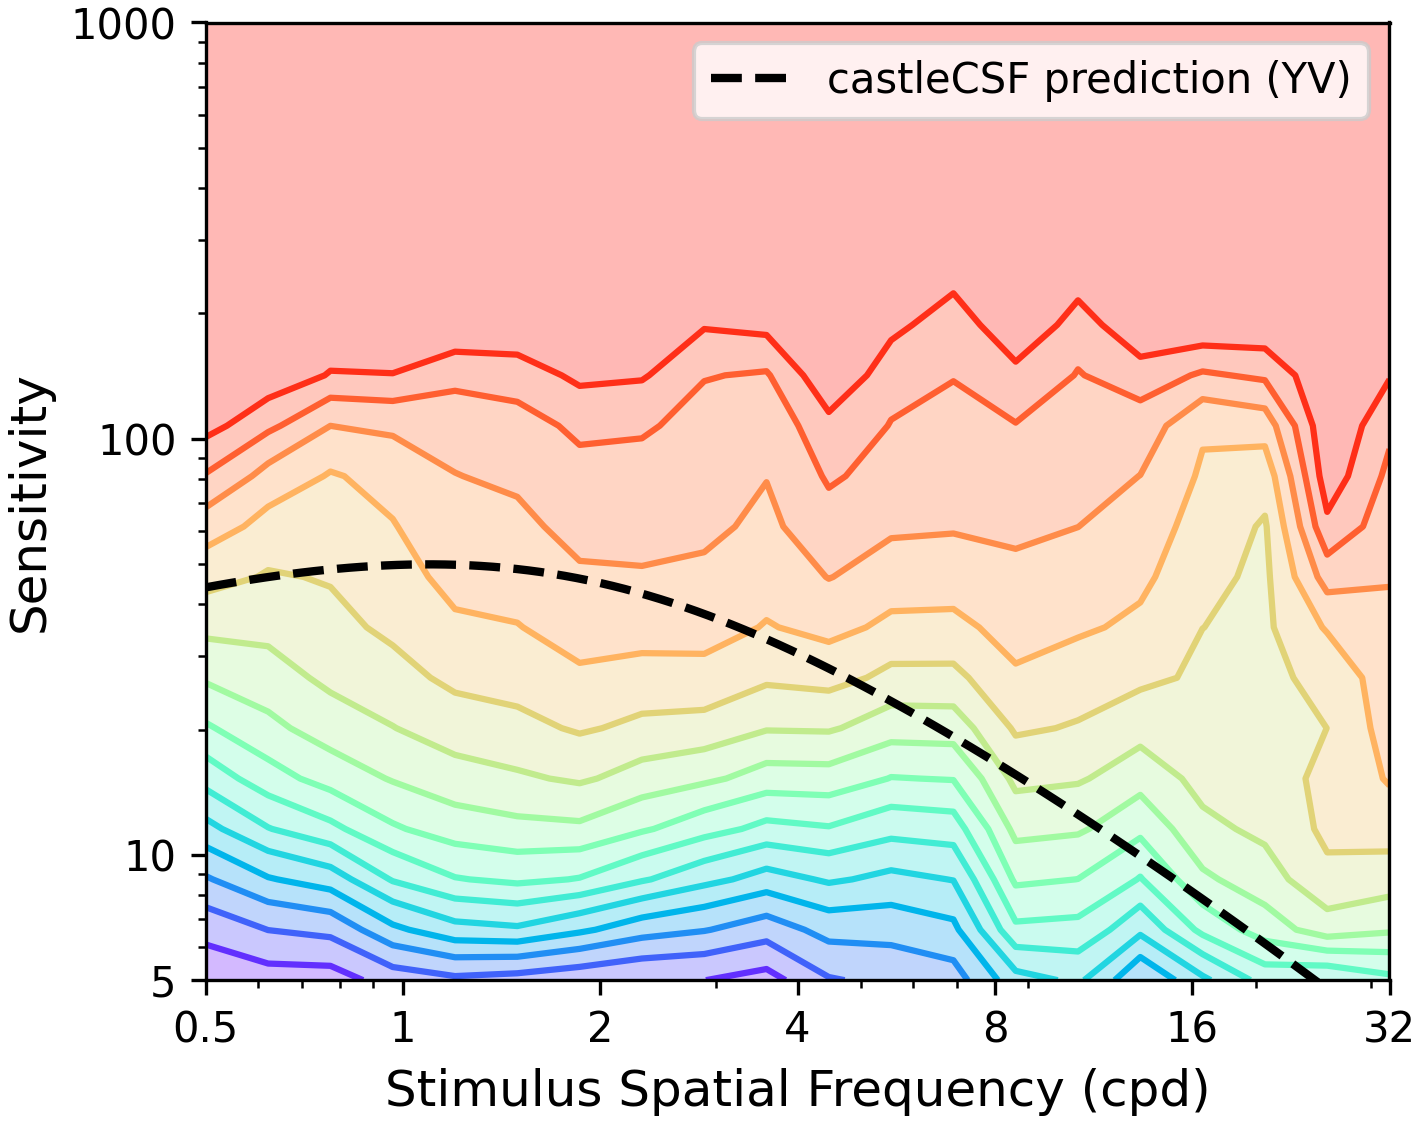 1000
castleCSF prediction (YV)
Sensitivity
100
10
5
0.5 1 2 4 8 16 32
Stimulus Spatial Frequency (cpd)